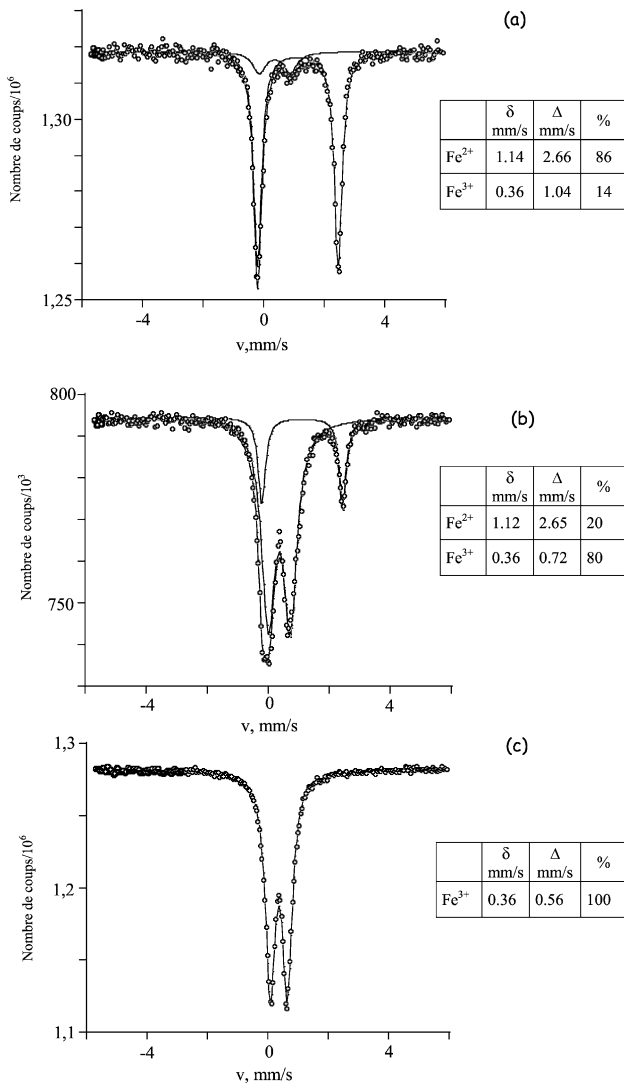 (a)
Nombre de coups/10⁶
1,30
1,25
-4 0 4
v,mm/s
δ mm/s Δ mm/s %
Fe²⁺ 1.14 2.66 86
Fe³⁺ 0.36 1.04 14
(b)
Nombre de coups/10³
800
750
-4 0 4
v, mm/s
δ mm/s Δ mm/s %
Fe²⁺ 1.12 2.65 20
Fe³⁺ 0.36 0.72 80
(c)
Nombre de coups/10⁶
1,3
1,2
1,1
-4 0 4
v, mm/s
δ mm/s Δ mm/s %
Fe³⁺ 0.36 0.56 100